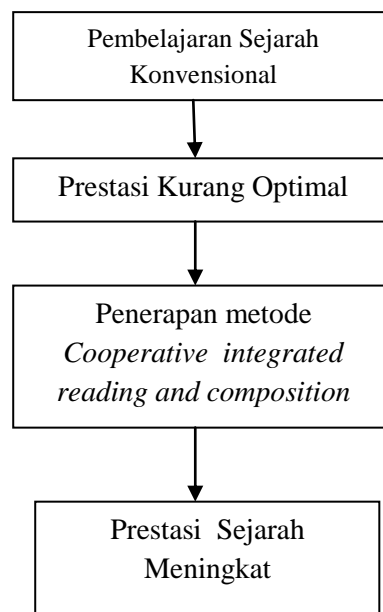 Pembelajaran Sejarah
Konvensional
Prestasi Kurang Optimal
Penerapan metode
Cooperative integrated
reading and composition
Prestasi Sejarah
Meningkat